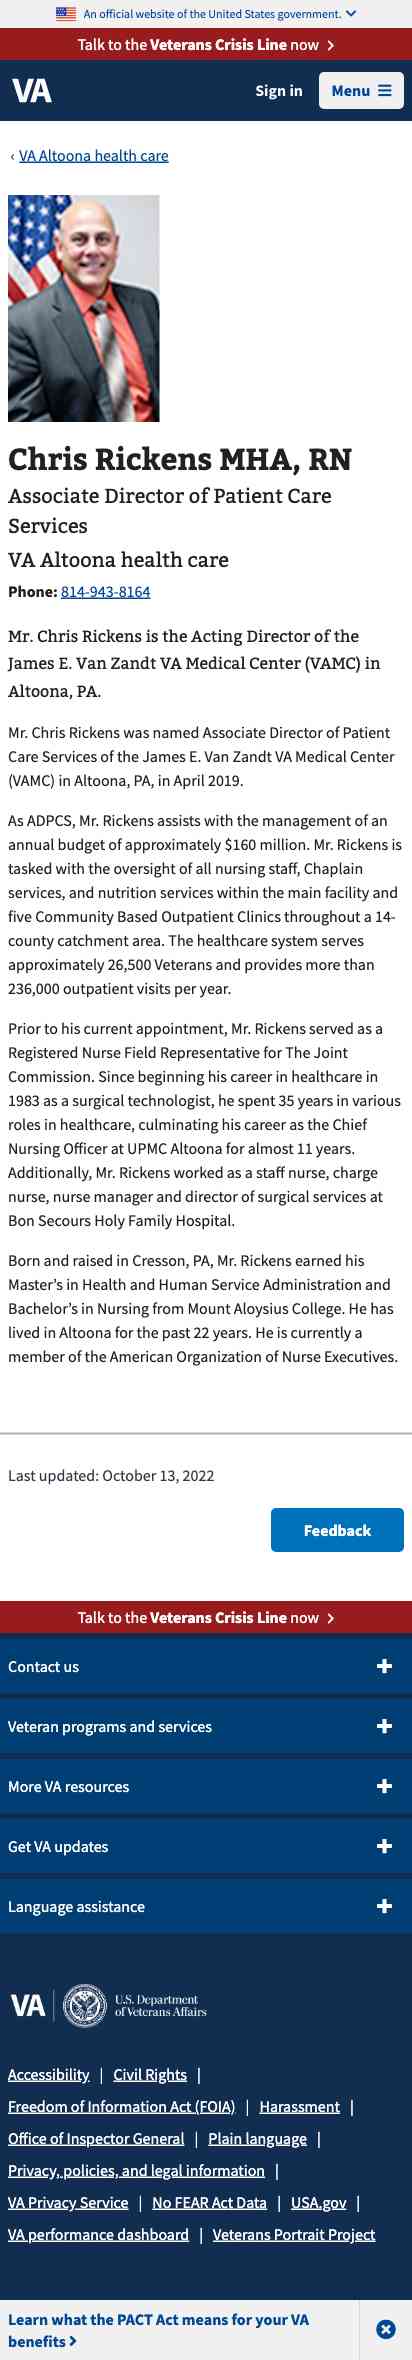 An official website of the United States government.
Talk to the Veterans Crisis Line now
VA
Sign in
Menu
‹ VA Altoona health care
Chris Rickens MHA, RN
Associate Director of Patient Care
Services
VA Altoona health care
Phone: 814-943-8164
Mr. Chris Rickens is the Acting Director of the
James E. Van Zandt VA Medical Center (VAMC) in
Altoona, PA.
Mr. Chris Rickens was named Associate Director of Patient
Care Services of the James E. Van Zandt VA Medical Center
(VAMC) in Altoona, PA, in April 2019.
As ADPCS, Mr. Rickens assists with the management of an
annual budget of approximately $160 million. Mr. Rickens is
tasked with the oversight of all nursing staff, Chaplain
services, and nutrition services within the main facility and
five Community Based Outpatient Clinics throughout a 14-
county catchment area. The healthcare system serves
approximately 26,500 Veterans and provides more than
236,000 outpatient visits per year.
Prior to his current appointment, Mr. Rickens served as a
Registered Nurse Field Representative for The Joint
Commission. Since beginning his career in healthcare in
1983 as a surgical technologist, he spent 35 years in various
roles in healthcare, culminating his career as the Chief
Nursing Officer at UPMC Altoona for almost 11 years.
Additionally, Mr. Rickens worked as a staff nurse, charge
nurse, nurse manager and director of surgical services at
Bon Secours Holy Family Hospital.
Born and raised in Cresson, PA, Mr. Rickens earned his
Master's in Health and Human Service Administration and
Bachelor's in Nursing from Mount Aloysius College. He has
lived in Altoona for the past 22 years. He is currently a
member of the American Organization of Nurse Executives.
Last updated: October 13, 2022
Feedback
Talk to the Veterans Crisis Line now
Contact us
Veteran programs and services
More VA resources
Get VA updates
Language assistance
VA | U.S. Department
of Veterans Affairs
Accessibility | Civil Rights |
Freedom of Information Act (FOIA) | Harassment |
Office of Inspector General | Plain language |
Privacy, policies, and legal information |
VA Privacy Service | No FEAR Act Data | USA.gov |
VA performance dashboard | Veterans Portrait Project
Learn what the PACT Act means for your VA
benefits